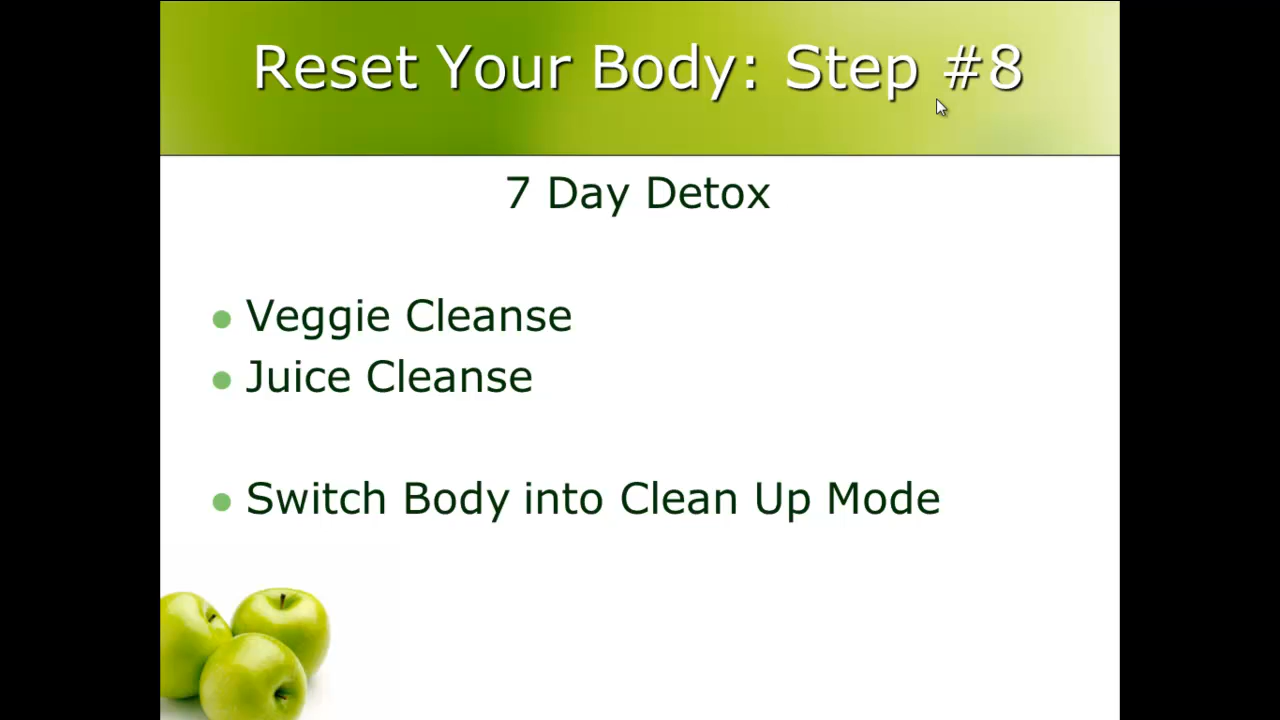 Reset Your Body: Step #8
7 Day Detox
Veggie Cleanse
Juice Cleanse
Switch Body into Clean Up Mode